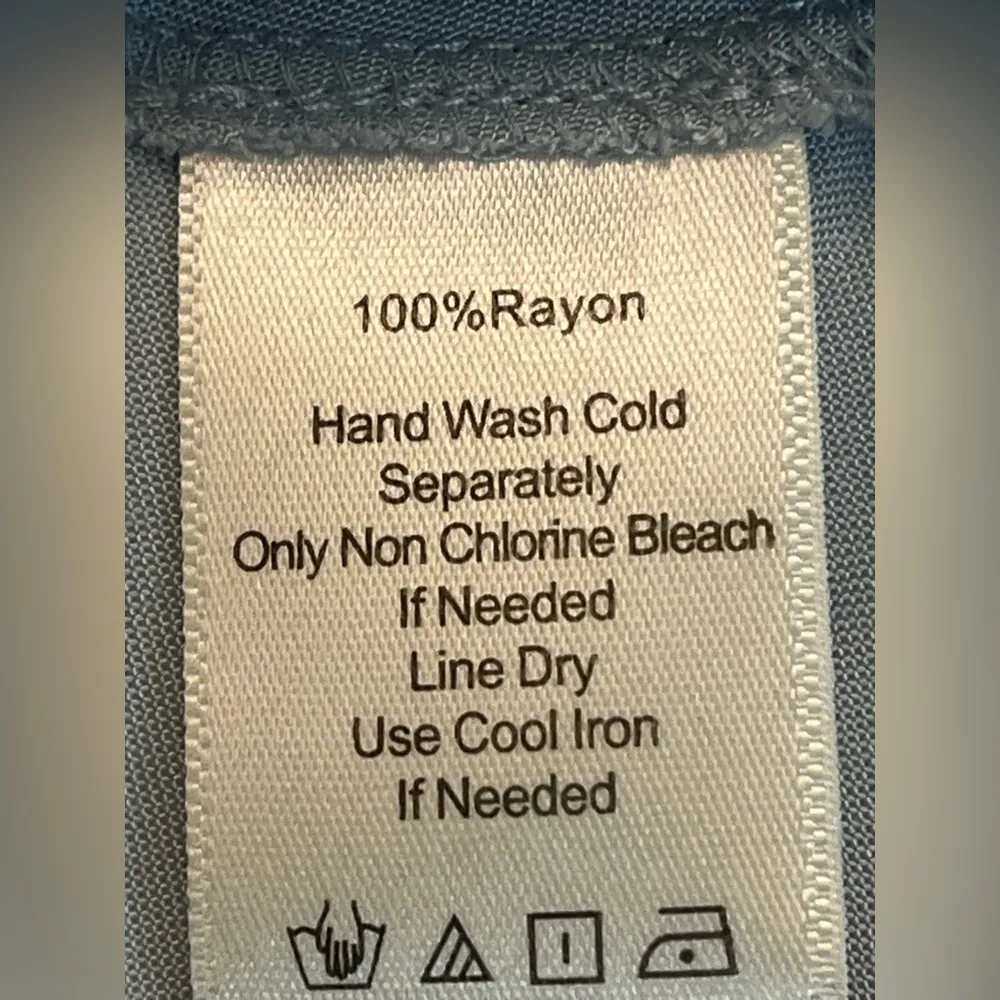 100%Rayon
Hand Wash Cold
Separately
Only Non Chlorine Bleach
If Needed
Line Dry
Use Cool Iron
If Needed